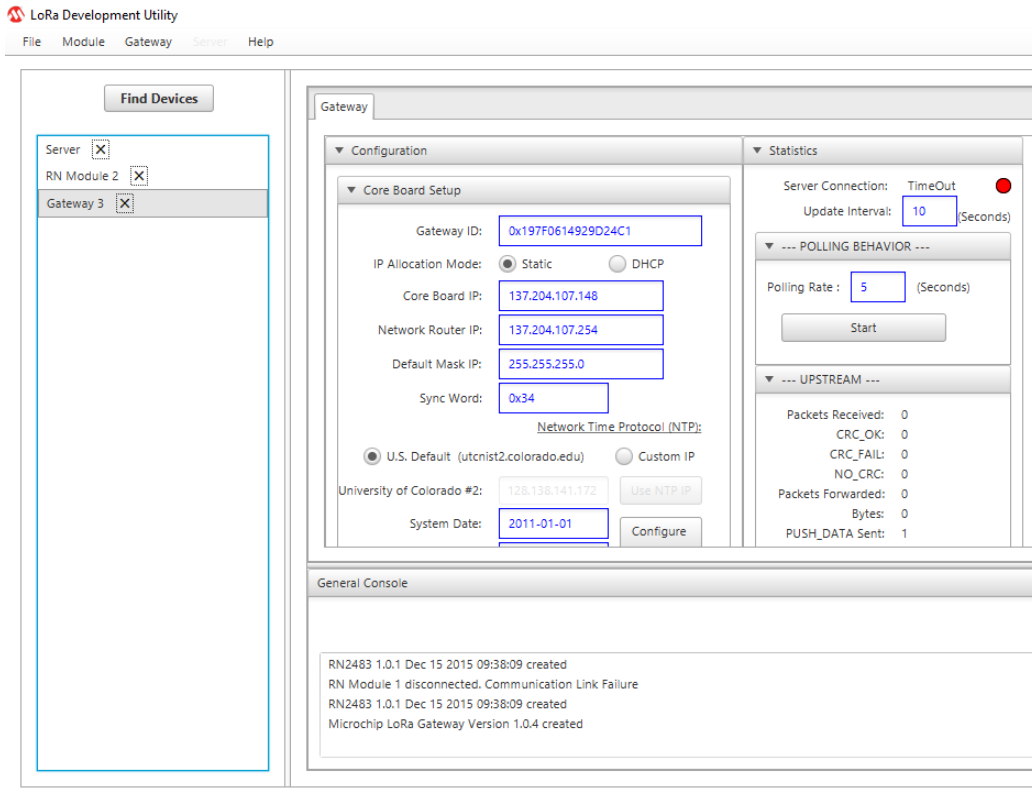 LoRa Development Utility
File Module Gateway Server Help
Find Devices
Server
RN Module 2
Gateway 3
Gateway
Configuration
Core Board Setup
Gateway ID: 0x197F0614929D24C1
IP Allocation Mode: Static DHCP
Core Board IP: 137.204.107.148
Network Router IP: 137.204.107.254
Default Mask IP: 255.255.255.0
Sync Word: 0x34
Network Time Protocol (NTP):
U.S. Default (utcnist2.colorado.edu) Custom IP
University of Colorado #2: 128.138.141.172 Use NTP IP
System Date: 2011-01-01 Configure
Statistics
Server Connection: TimeOut
Update Interval: 10 (Seconds)
--- POLLING BEHAVIOR ---
Polling Rate : 5 (Seconds)
Start
--- UPSTREAM ---
Packets Received: 0
CRC_OK: 0
CRC_FAIL: 0
NO_CRC: 0
Packets Forwarded: 0
Bytes: 0
PUSH_DATA Sent: 1
General Console
RN2483 1.0.1 Dec 15 2015 09:38:09 created
RN Module 1 disconnected. Communication Link Failure
RN2483 1.0.1 Dec 15 2015 09:38:09 created
Microchip LoRa Gateway Version 1.0.4 created